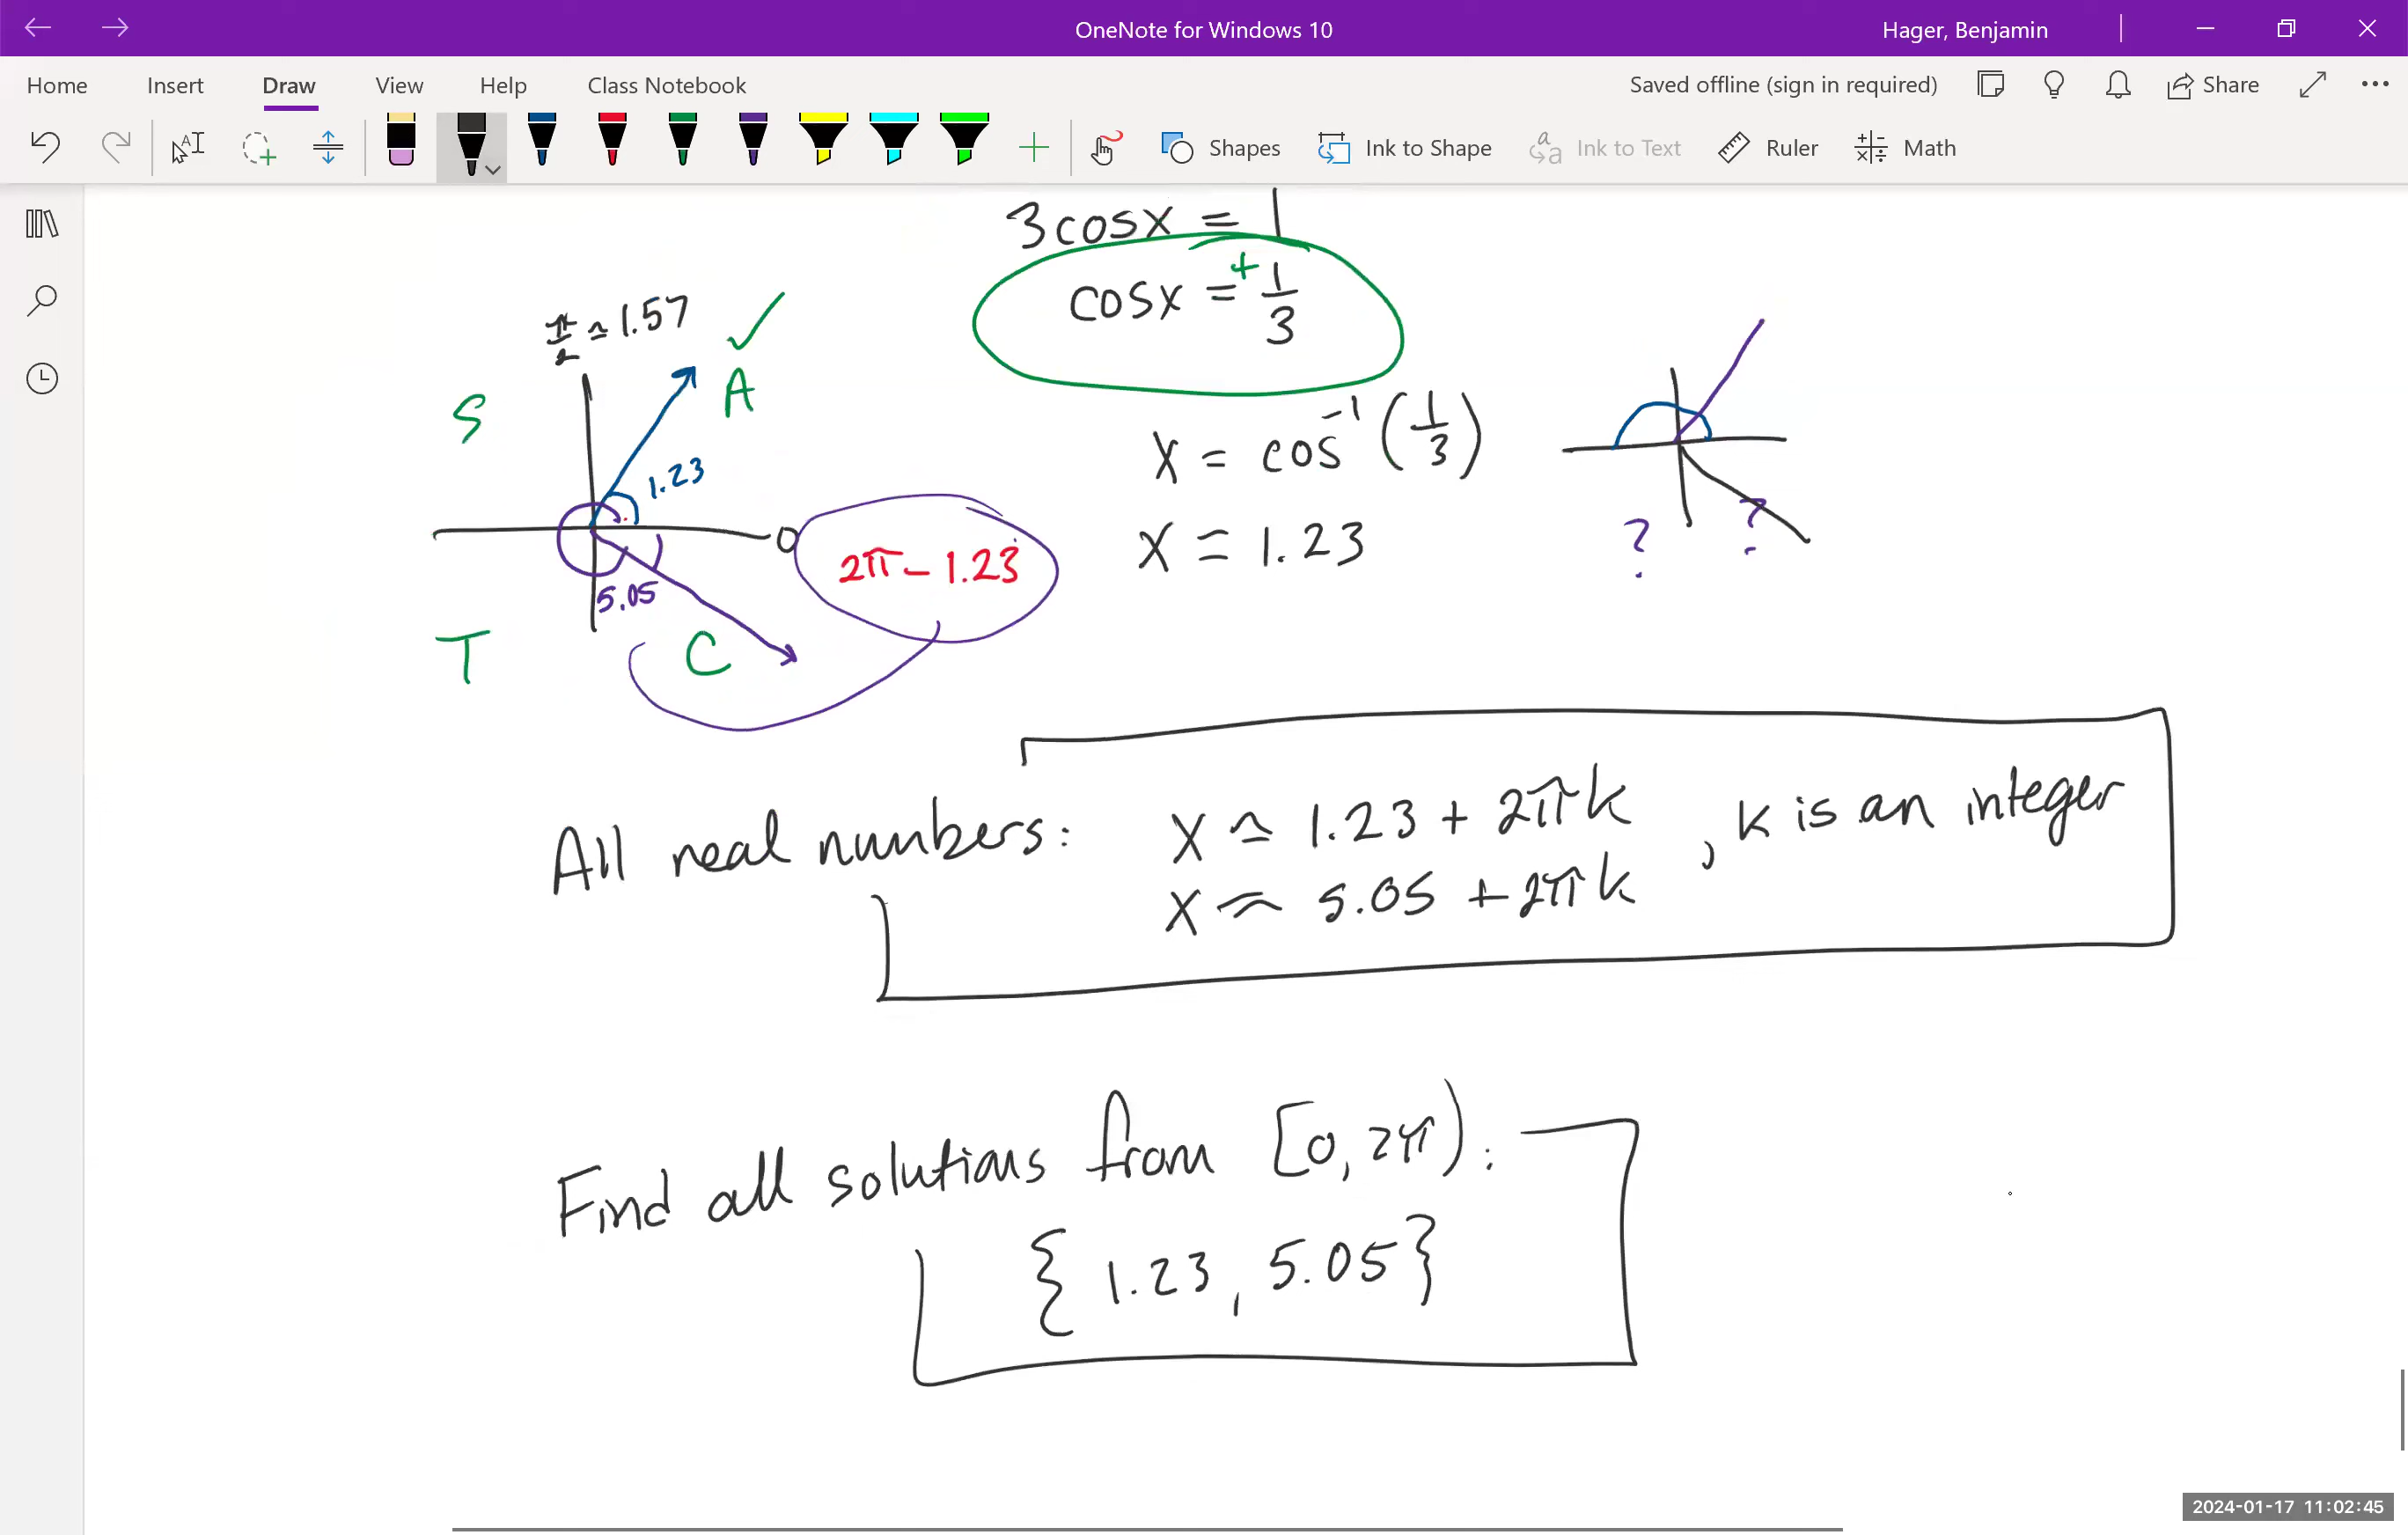 OneNote for Windows 10
Hager, Benjamin
Home Insert Draw View Help Class Notebook
Saved offline (sign in required) Share
Shapes Ink to Shape Ink to Text Ruler Math
3cosx = 1
cosx = + 1/3
π/2 ≈ 1.57
A
S
x = cos⁻¹ (1/3)
1.23
x = 1.23
0
2π - 1.23
? ?
5.05
T
C
All real numbers: x ≈ 1.23 + 2πk , k is an integer
x ≈ 5.05 + 2πk
Find all solutions from [0, 2π):
{ 1.23, 5.05}
2024-01-17 11:02:45